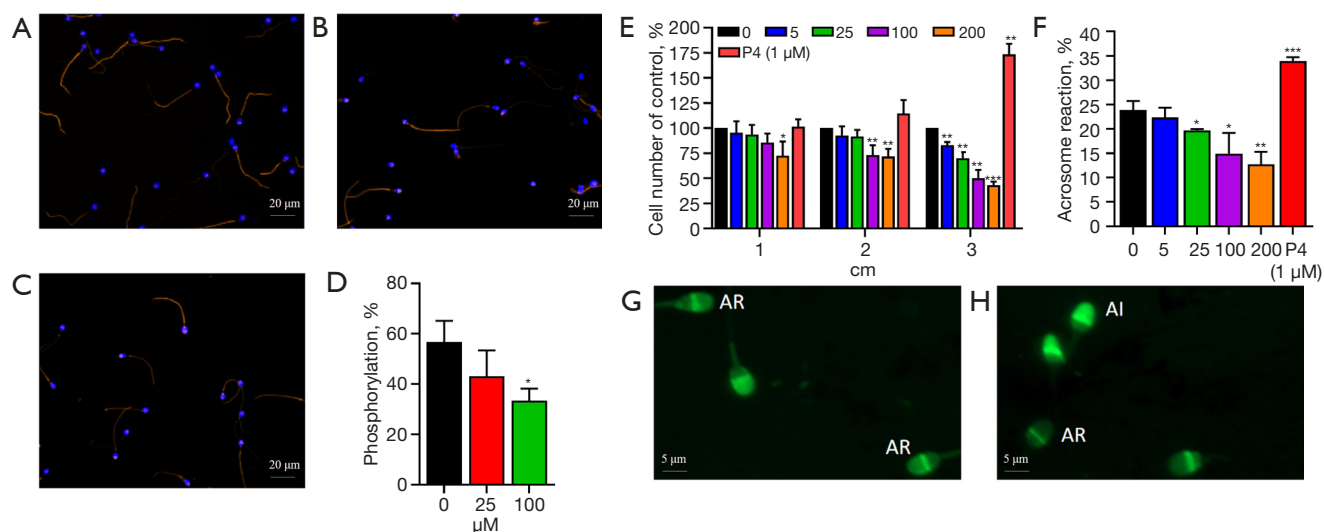 A
20 μm
B
20 μm
C
20 μm
D
Phosphorylation, %
80
60
40
20
0
*
0 25 100
μM
E
Cell number of control, %
200
175
150
125
100
75
50
25
0
0 5 25 100 200
P4 (1 μM)
*
** **
** ** ** *** **
1 2 3
cm
F
Acrosome reaction, %
40
35
30
25
20
15
10
5
0
* * ** ***
0 5 25 100 200 P4
(1 μM)
G
AR
AR
5 μm
H
AI
AR
5 μm